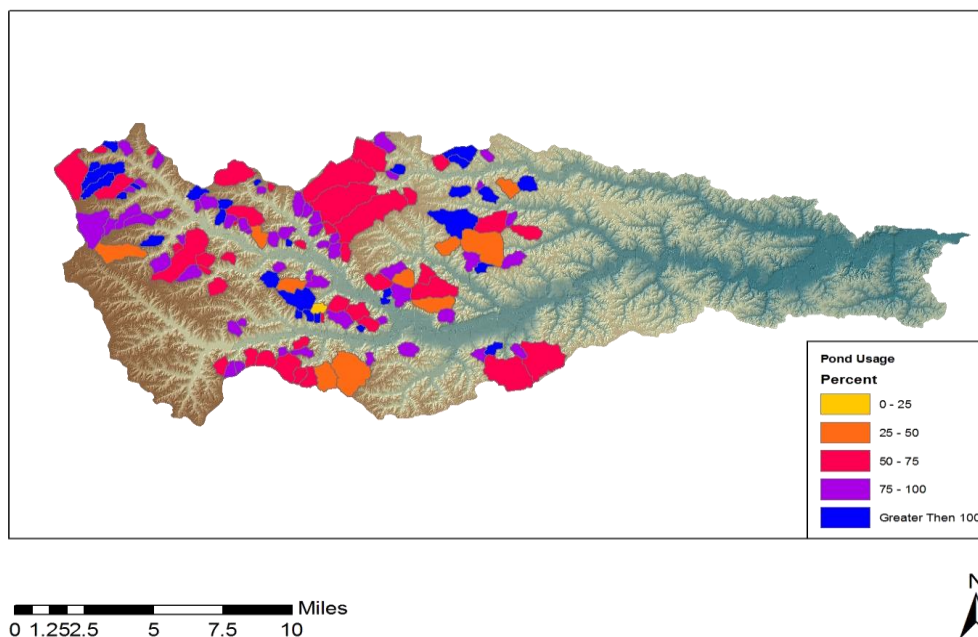 Pond Usage
Percent
0 - 25
25 - 50
50 - 75
75 - 100
Greater Then 100
Miles
0 1.252.5 5 7.5 10
N